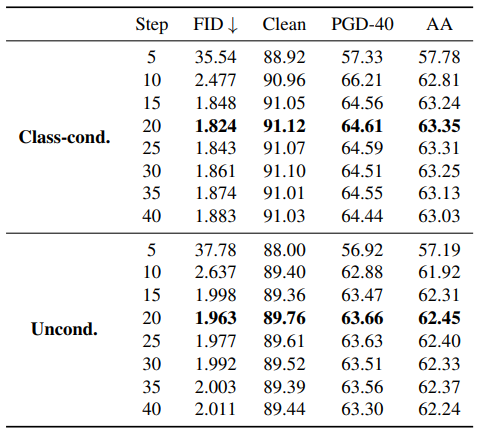 Step FID ↓ Clean PGD-40 AA
Class-cond.
5 35.54 88.92 57.33 57.78
10 2.477 90.96 66.21 62.81
15 1.848 91.05 64.56 63.24
20 1.824 91.12 64.61 63.35
25 1.843 91.07 64.59 63.31
30 1.861 91.10 64.51 63.25
35 1.874 91.01 64.55 63.13
40 1.883 91.03 64.44 63.03
Uncond.
5 37.78 88.00 56.92 57.19
10 2.637 89.40 62.88 61.92
15 1.998 89.36 63.47 62.31
20 1.963 89.76 63.66 62.45
25 1.977 89.61 63.63 62.40
30 1.992 89.52 63.51 62.33
35 2.003 89.39 63.56 62.37
40 2.011 89.44 63.30 62.24